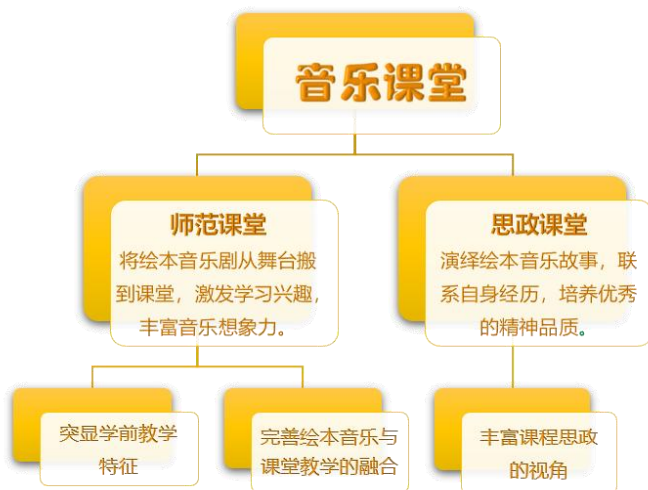 音乐课堂
师范课堂
将绘本音乐剧从舞台搬
到课堂，激发学习兴趣，
丰富音乐想象力。
思政课堂
演绎绘本音乐故事，联
系自身经历，培养优秀
的精神品质。
突显学前教学
特征
完善绘本音乐与
课堂教学的融合
丰富课程思政
的视角